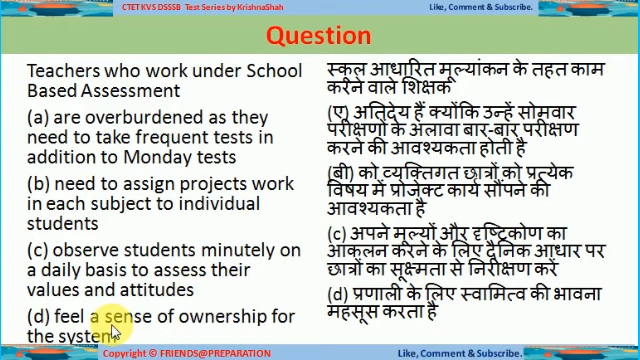 CTET KVS DSSSB Test Series by KrishnaShah
Like, Comment & Subscribe.
Question
Teachers who work under School
Based Assessment
(a) are overburdened as they
need to take frequent tests in
addition to Monday tests
(b) need to assign projects work
in each subject to individual
students
(c) observe students minutely on
a daily basis to assess their
values and attitudes
(d) feel a sense of ownership for
the system
स्कूल आधारित मूल्यांकन के तहत काम
करने वाले शिक्षक
(ए) अतिदेय हैं क्योंकि उन्हें सोमवार
परीक्षणों के अलावा बार-बार परीक्षण
करने की आवश्यकता होती है
(बी) को व्यक्तिगत छात्रों को प्रत्येक
विषय में प्रोजेक्ट कार्य सौंपने की
आवश्यकता है
(c) अपने मूल्यों और दृष्टिकोण का
आकलन करने के लिए दैनिक आधार पर
छात्रों का सूक्ष्मता से निरीक्षण करें
(d) प्रणाली के लिए स्वामित्व की भावना
महसूस करता है
Copyright © FRIENDS@PREPARATION
Like, Comment & Subscribe.